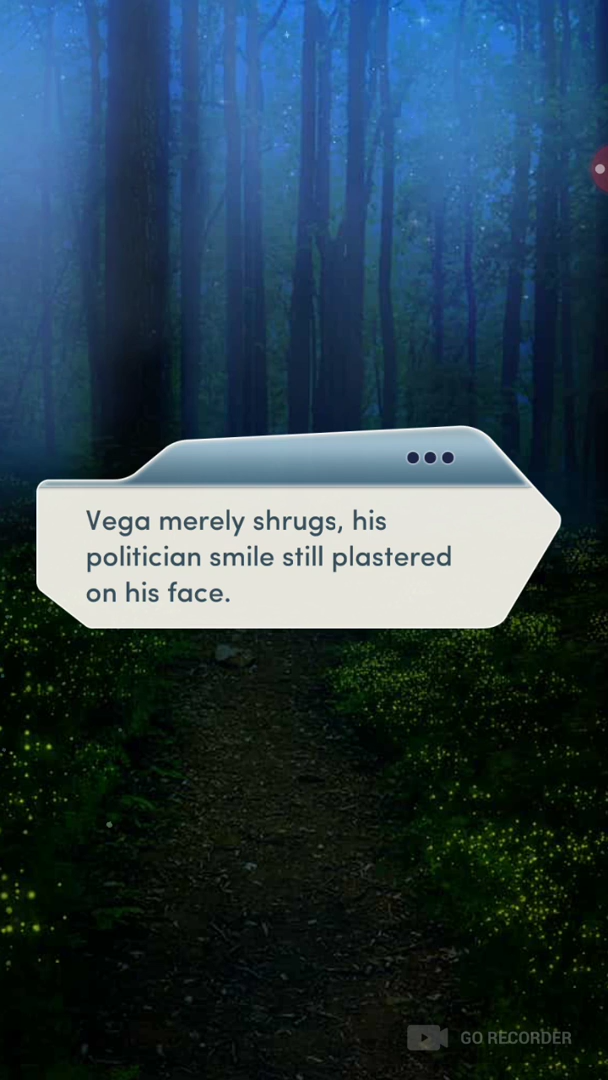 Vega merely shrugs, his
politician smile still plastered
on his face.
GO RECORDER